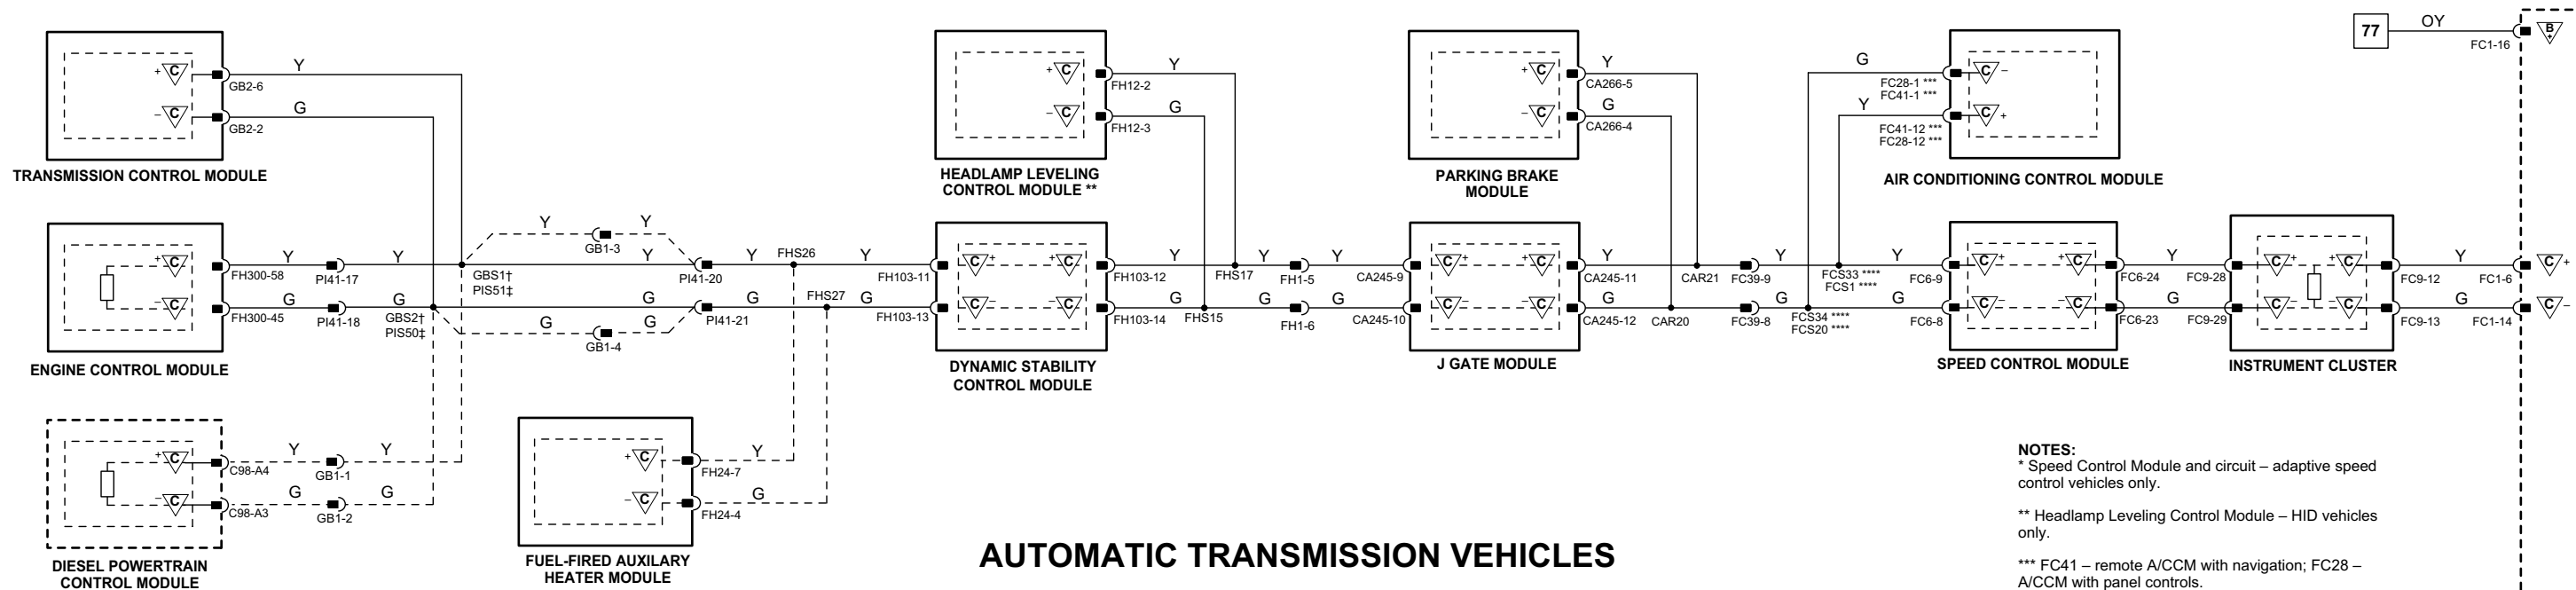 77
OY
FC1-16
B
+
+ C
Y
GB2-6
– C
G
GB2-2
TRANSMISSION CONTROL MODULE
+ C
Y
FH12-2
– C
G
FH12-3
HEADLAMP LEVELING
CONTROL MODULE **
+ C
Y
CA266-5
– C
G
CA266-4
PARKING BRAKE
MODULE
G
FC28-1 ***
FC41-1 ***
C –
Y
FC41-12 ***
FC28-12 ***
C +
AIR CONDITIONING CONTROL MODULE
+ C
FH300-58
Y
PI41-17
Y
GBS1†
PIS51‡
Y
GB1-3
Y
Y
PI41-20
Y
FHS26
Y
FH103-11
C +
+ C
FH103-12
Y
FHS17
Y
FH1-5
Y
CA245-9
C +
+ C
CA245-11
Y
CAR21
FC39-9
Y
FCS33 ****
FCS1 ****
Y
FC6-9
C +
+ C
FC6-24
Y
FC9-28
C +
+ C
FC9-12
Y
FC1-6
C +
– C
FH300-45
G
PI41-18
G
GBS2†
PIS50‡
G
G
GB1-4
G
PI41-21
G
FHS27
G
FH103-13
C –
– C
FH103-14
G
FHS15
G
FH1-6
G
CA245-10
C –
– C
CA245-12
G
CAR20
FC39-8
G
FCS34 ****
FCS20 ****
G
FC6-8
C –
– C
FC6-23
G
FC9-29
C –
– C
FC9-13
G
FC1-14
C –
ENGINE CONTROL MODULE
DYNAMIC STABILITY
CONTROL MODULE
J GATE MODULE
SPEED CONTROL MODULE
INSTRUMENT CLUSTER
+ C
C98-A4
Y
GB1-1
Y
– C
C98-A3
G
GB1-2
G
DIESEL POWERTRAIN
CONTROL MODULE
+ C
FH24-7
Y
– C
FH24-4
G
FUEL-FIRED AUXILARY
HEATER MODULE
AUTOMATIC TRANSMISSION VEHICLES
NOTES:
* Speed Control Module and circuit – adaptive speed
control vehicles only.
** Headlamp Leveling Control Module – HID vehicles
only.
*** FC41 – remote A/CCM with navigation; FC28 –
A/CCM with panel controls.